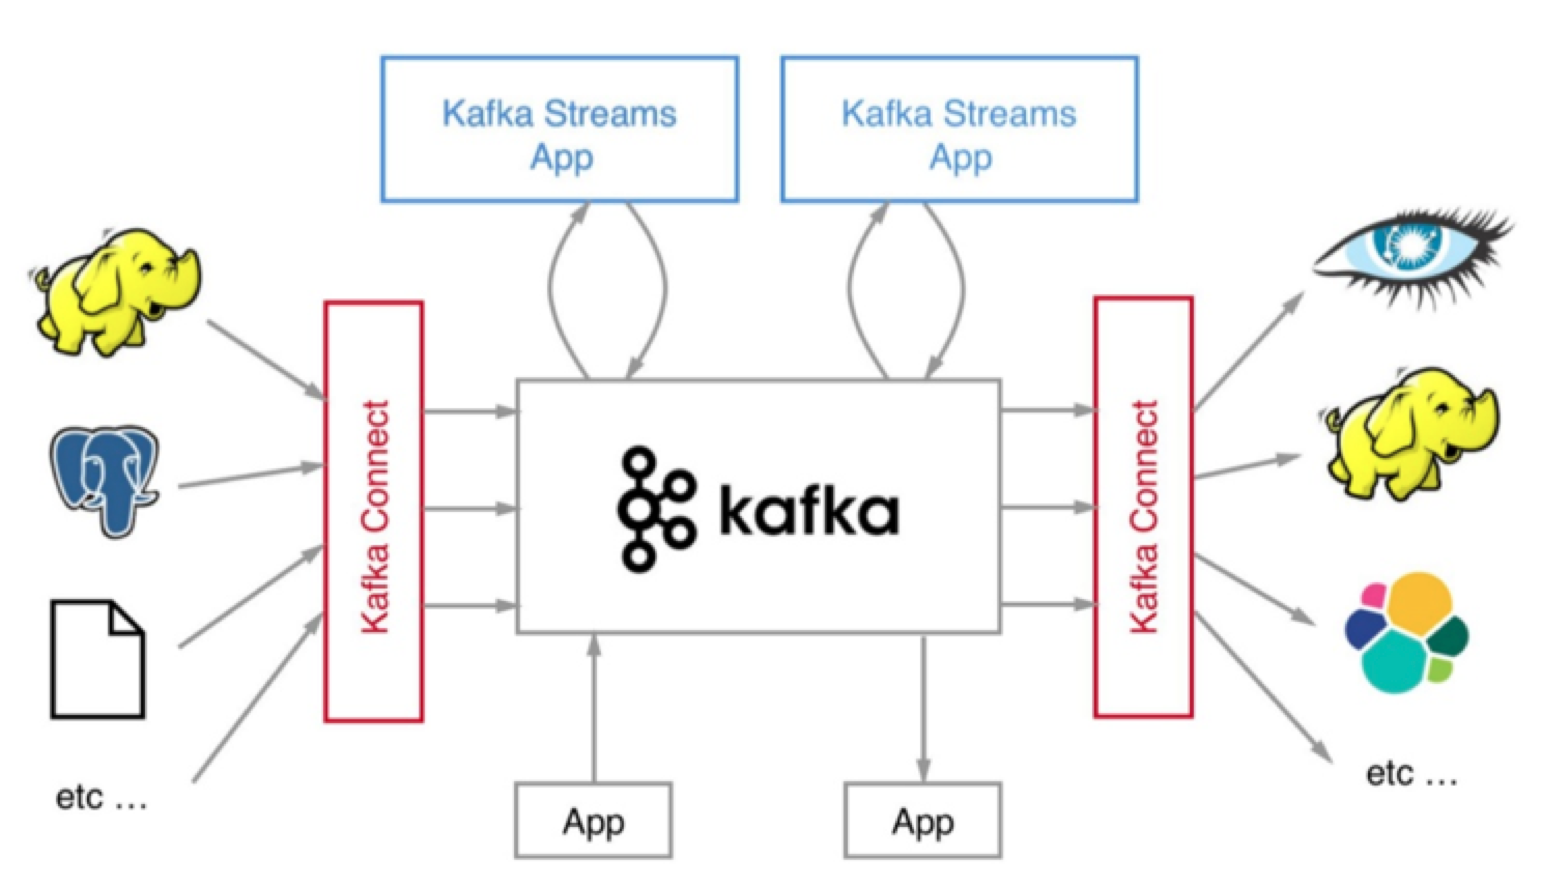 Kafka Streams
App
Kafka Streams
App
Kafka Connect
kafka
Kafka Connect
etc ...
App
App
etc ...